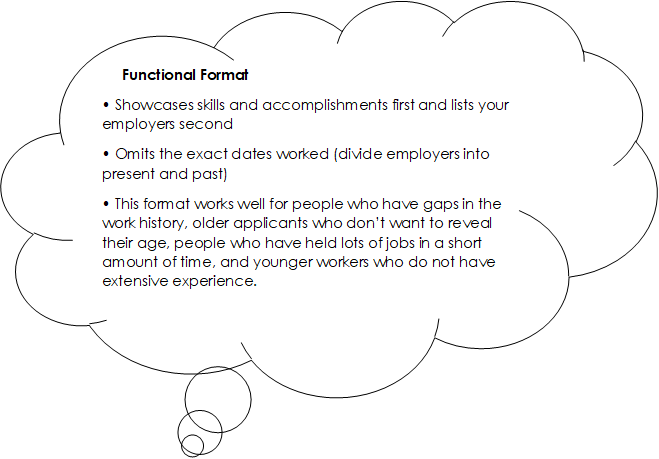 Functional Format
• Showcases skills and accomplishments first and lists your
employers second
• Omits the exact dates worked (divide employers into
present and past)
• This format works well for people who have gaps in the
work history, older applicants who don’t want to reveal
their age, people who have held lots of jobs in a short
amount of time, and younger workers who do not have
extensive experience.